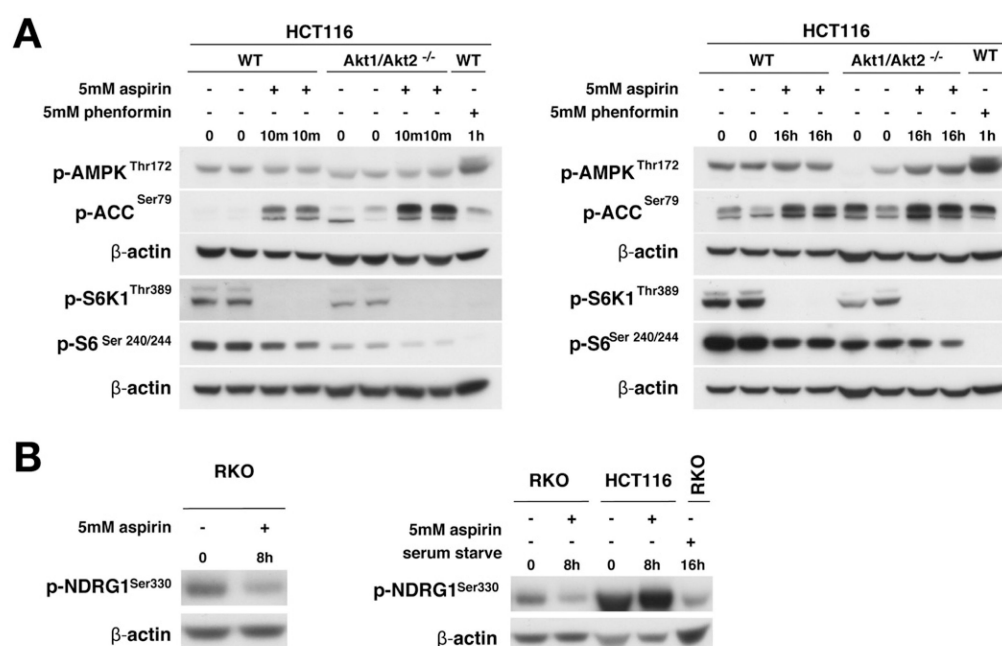 A
HCT116
WT Akt1/Akt2 -/- WT
5mM aspirin - - + + - - + + -
5mM phenformin - - - - - - - - +
0 0 10m 10m 0 0 10m 10m 1h
p-AMPK Thr172
p-ACC Ser79
β-actin
p-S6K1 Thr389
p-S6 Ser 240/244
β-actin
HCT116
WT Akt1/Akt2 -/- WT
5mM aspirin - - + + - - + + -
5mM phenformin - - - - - - - - +
0 0 16h 16h 0 0 16h 16h 1h
p-AMPK Thr172
p-ACC Ser79
β-actin
p-S6K1 Thr389
p-S6 Ser 240/244
β-actin
B
RKO
5mM aspirin - +
0 8h
p-NDRG1 Ser330
β-actin
RKO HCT116 RKO
5mM aspirin - + - + -
serum starve - - - - +
0 8h 0 8h 16h
p-NDRG1 Ser330
β-actin